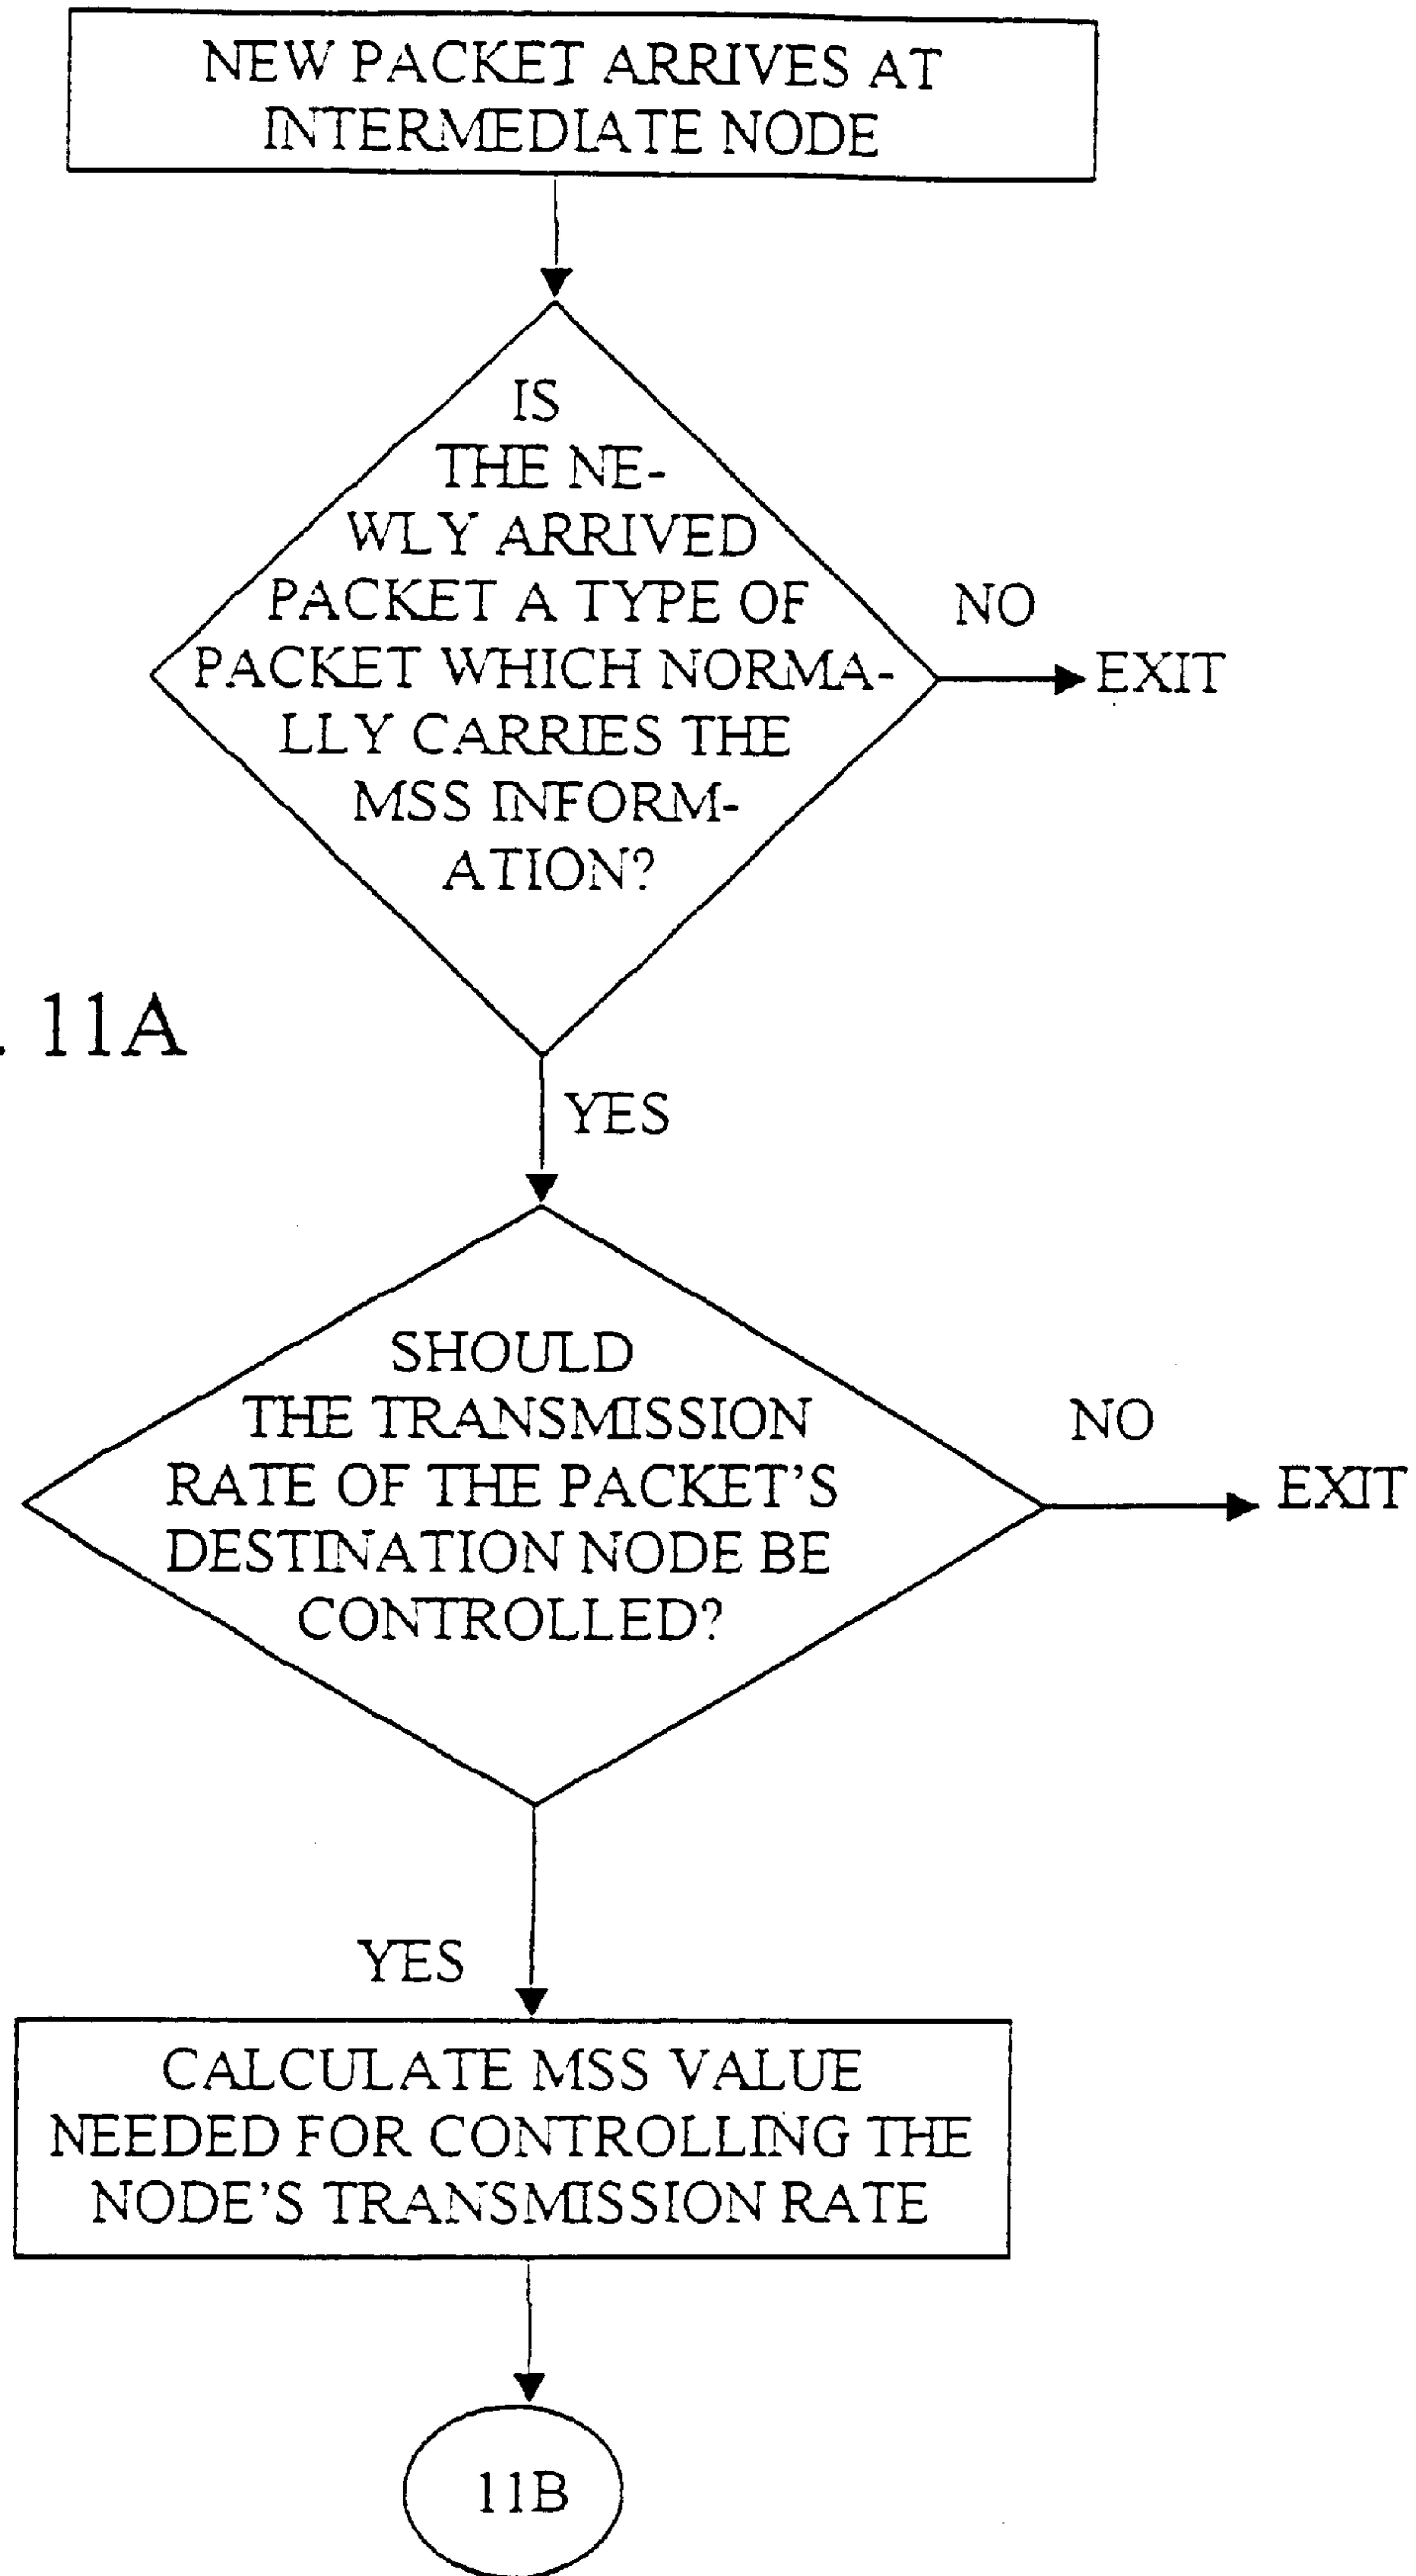 NEW PACKET ARRIVES AT
INTERMEDIATE NODE
IS
THE NE-
WLY ARRIVED
PACKET A TYPE OF
PACKET WHICH NORMA-
LLY CARRIES THE
MSS INFORM-
ATION?
NO
EXIT
. 11A
YES
SHOULD
THE TRANSMISSION
RATE OF THE PACKET'S
DESTINATION NODE BE
CONTROLLED?
NO
EXIT
YES
CALCULATE MSS VALUE
NEEDED FOR CONTROLLING THE
NODE'S TRANSMISSION RATE
11B